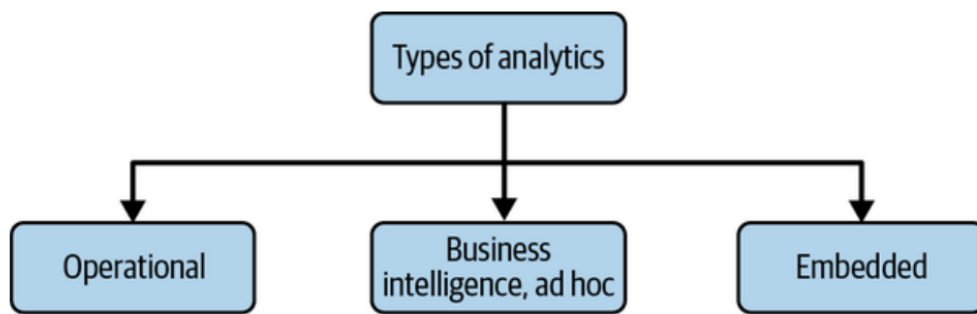 Types of analytics
Operational
Business
intelligence, ad hoc
Embedded